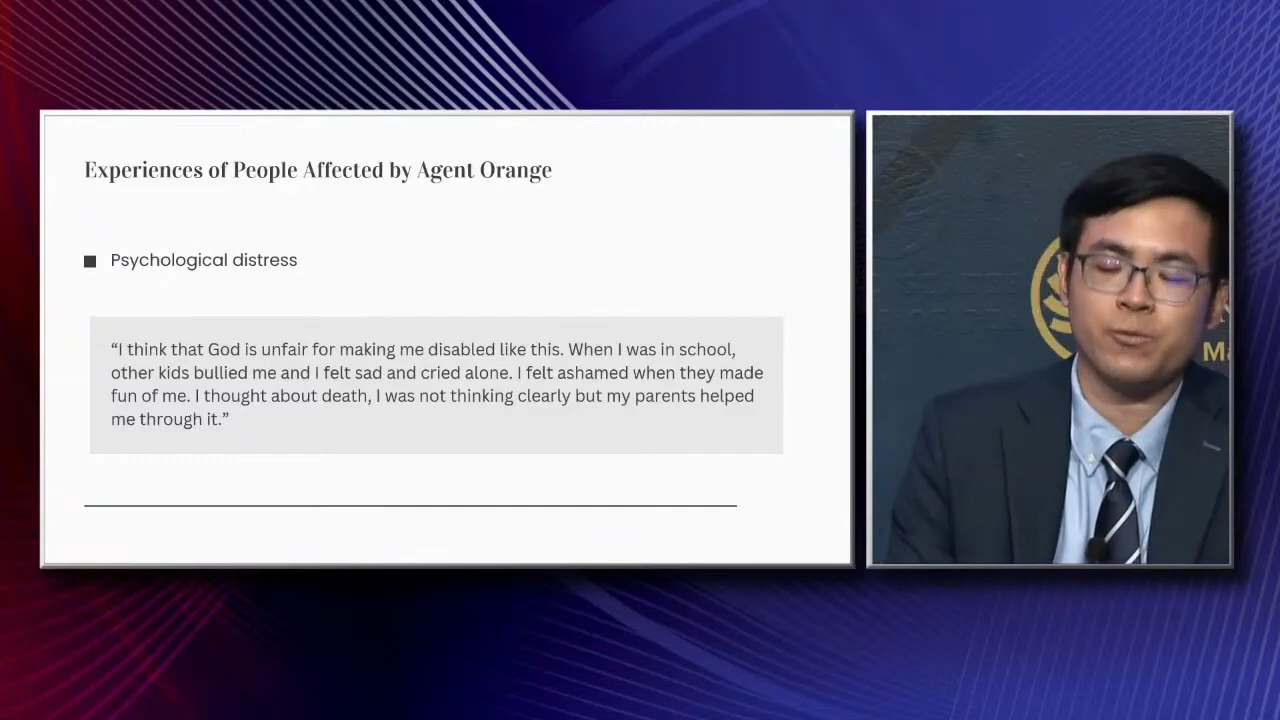 Experiences of People Affected by Agent Orange
Psychological distress
“I think that God is unfair for making me disabled like this. When I was in school,
other kids bullied me and I felt sad and cried alone. I felt ashamed when they made
fun of me. I thought about death, I was not thinking clearly but my parents helped
me through it.”
Ma